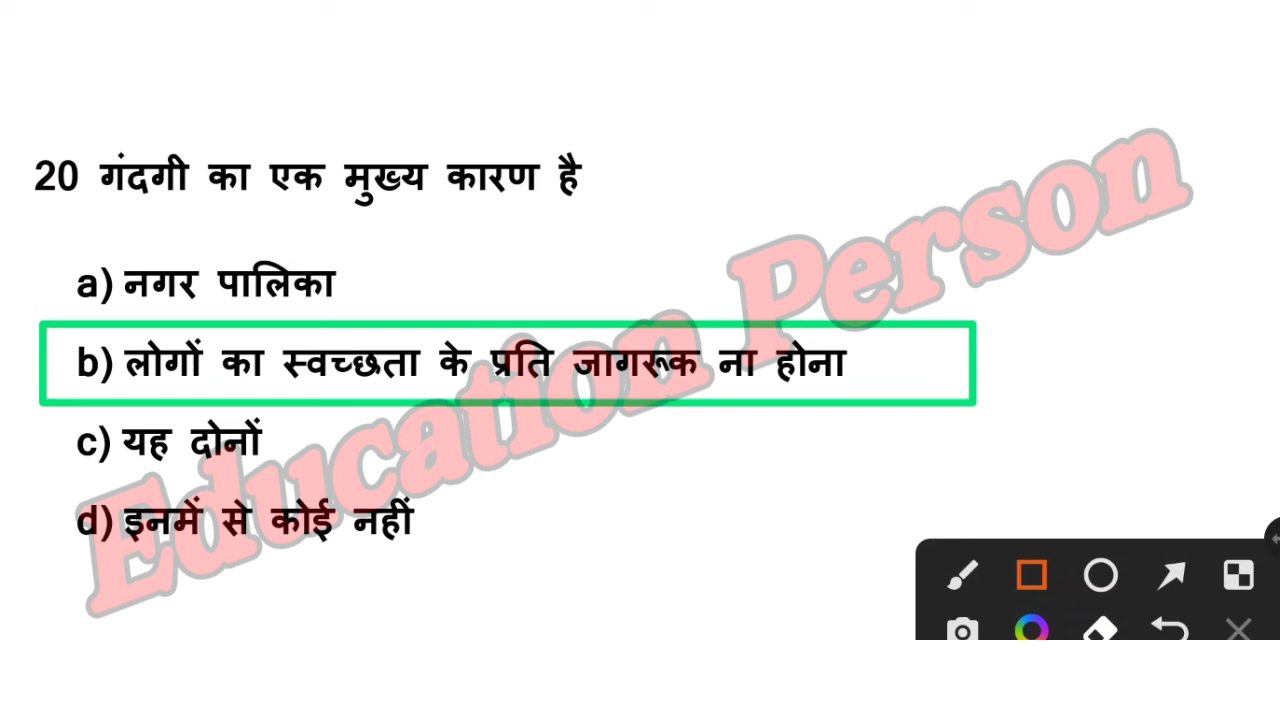 20 गंदगी का एक मुख्य कारण है
a) नगर पालिका
b) लोगों का स्वच्छता के प्रति जागरूक ना होना
c) यह दोनों
d) इनमें से कोई नहीं
Education Person